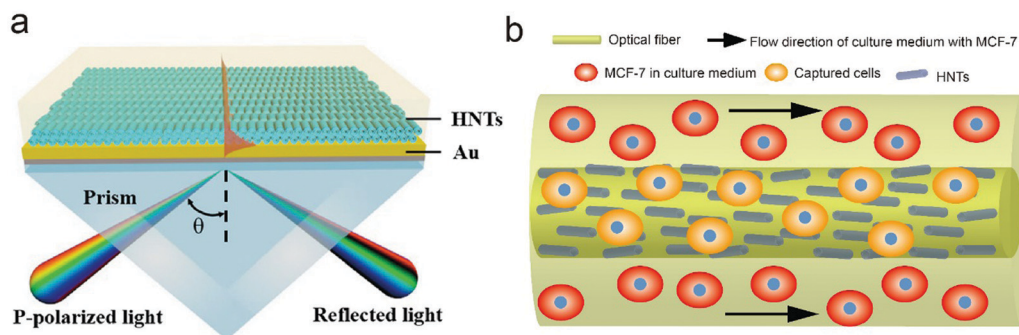 a
HNTs
Au
Prism
θ
P-polarized light
Reflected light
b
Optical fiber
Flow direction of culture medium with MCF-7
MCF-7 in culture medium
Captured cells
HNTs